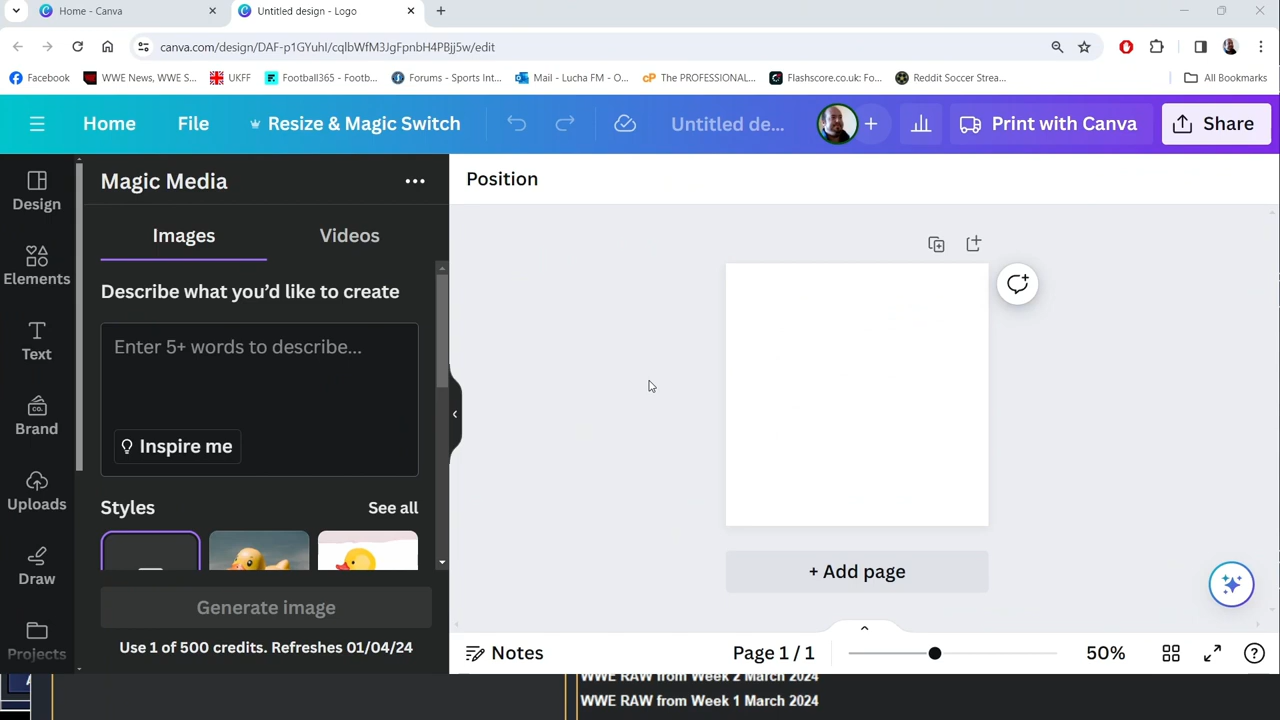 Home - Canva
Untitled design - Logo
canva.com/design/DAF-p1GYuhI/cqlbWfM3JgFpnbH4PBjj5w/edit
Facebook
WWE News, WWE S...
UKFF
Football365 - Footb...
Forums - Sports Int...
Mail - Lucha FM - O...
The PROFESSIONAL...
Flashscore.co.uk: Fo...
Reddit Soccer Strea...
All Bookmarks
Home
File
Resize & Magic Switch
Untitled de...
Print with Canva
Share
Design
Elements
Text
Brand
Uploads
Draw
Projects
Magic Media
Images
Videos
Describe what you'd like to create
Enter 5+ words to describe...
Inspire me
Styles
See all
Generate image
Use 1 of 500 credits. Refreshes 01/04/24
Position
+ Add page
Notes
Page 1 / 1
50%
WWE RAW from Week 2 March 2024
WWE RAW from Week 1 March 2024